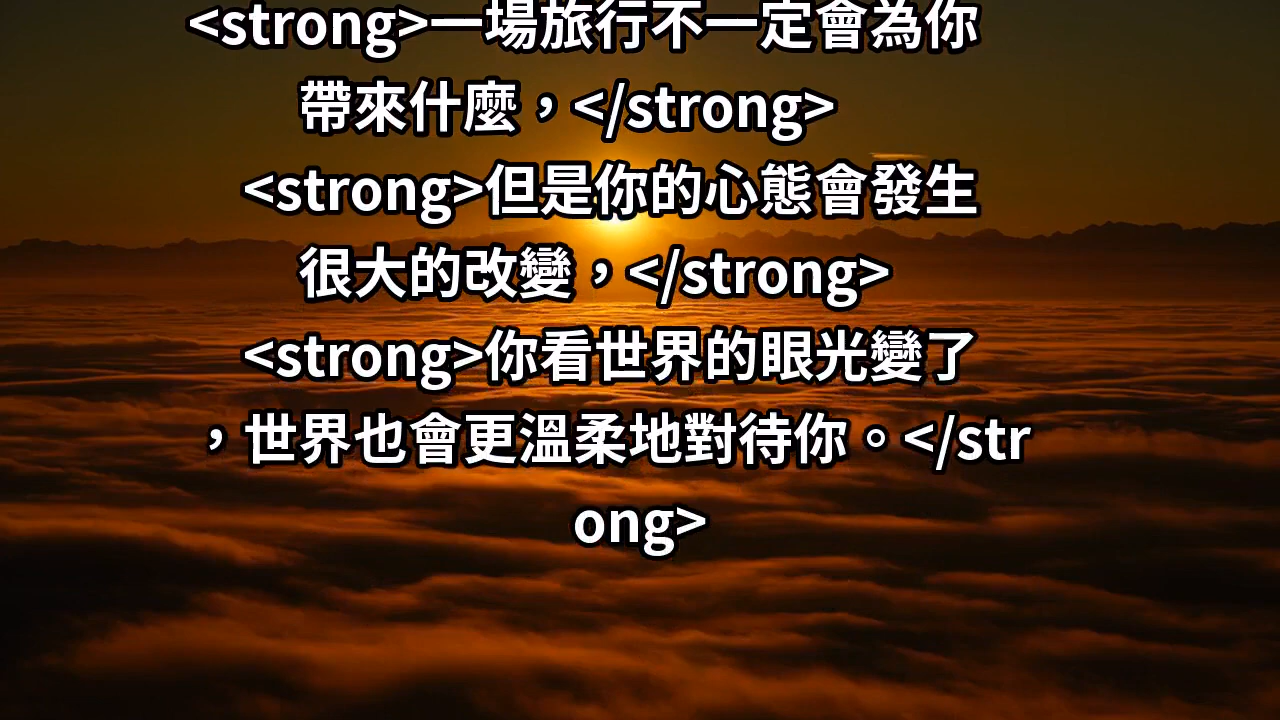 <strong>一場旅行不一定會為你
帶來什麼，</strong>
<strong>但是你的心態會發生
很大的改變，</strong>
<strong>你看世界的眼光變了
，世界也會更溫柔地對待你。</str
ong>